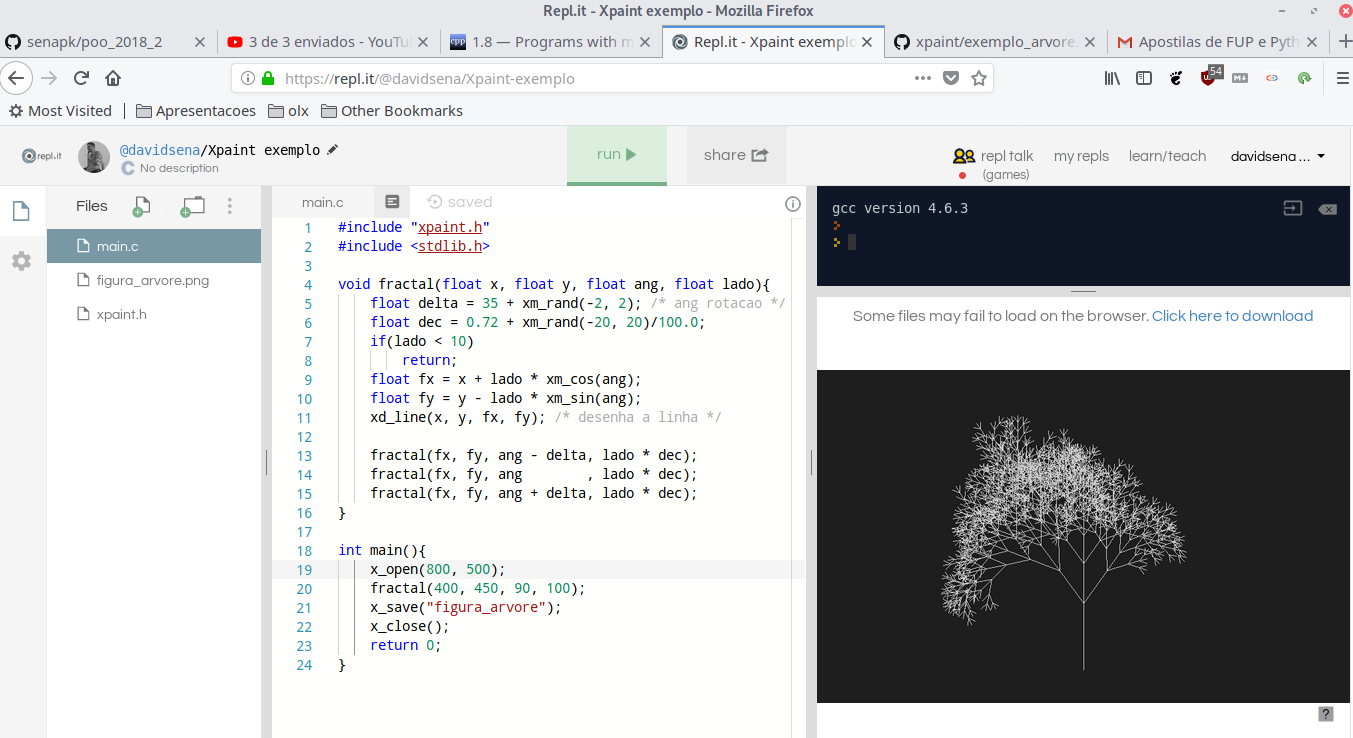 Repl.it - Xpaint exemplo - Mozilla Firefox
senapk/poo_2018_2
3 de 3 enviados - YouTu
1.8 — Programs with m
Repl.it - Xpaint exemplo
xpaint/exemplo_arvore.
Apostilas de FUP e Pyth
https://repl.it/@davidsena/Xpaint-exemplo
54
Most Visited
Apresentacoes
olx
Other Bookmarks
repl.it
@davidsena/Xpaint exemplo
C No description
run
share
repl talk
(games)
my repls
learn/teach
davidsena ...
Files
main.c
figura_arvore.png
xpaint.h
main.c
saved
1 #include "xpaint.h"
2 #include <stdlib.h>
3
4 void fractal(float x, float y, float ang, float lado){
5 float delta = 35 + xm_rand(-2, 2); /* ang rotacao */
6 float dec = 0.72 + xm_rand(-20, 20)/100.0;
7 if(lado < 10)
8 return;
9 float fx = x + lado * xm_cos(ang);
10 float fy = y - lado * xm_sin(ang);
11 xd_line(x, y, fx, fy); /* desenha a linha */
12
13 fractal(fx, fy, ang - delta, lado * dec);
14 fractal(fx, fy, ang        , lado * dec);
15 fractal(fx, fy, ang + delta, lado * dec);
16 }
17
18 int main(){
19 x_open(800, 500);
20 fractal(400, 450, 90, 100);
21 x_save("figura_arvore");
22 x_close();
23 return 0;
24 }
gcc version 4.6.3
Some files may fail to load on the browser. Click here to download
?